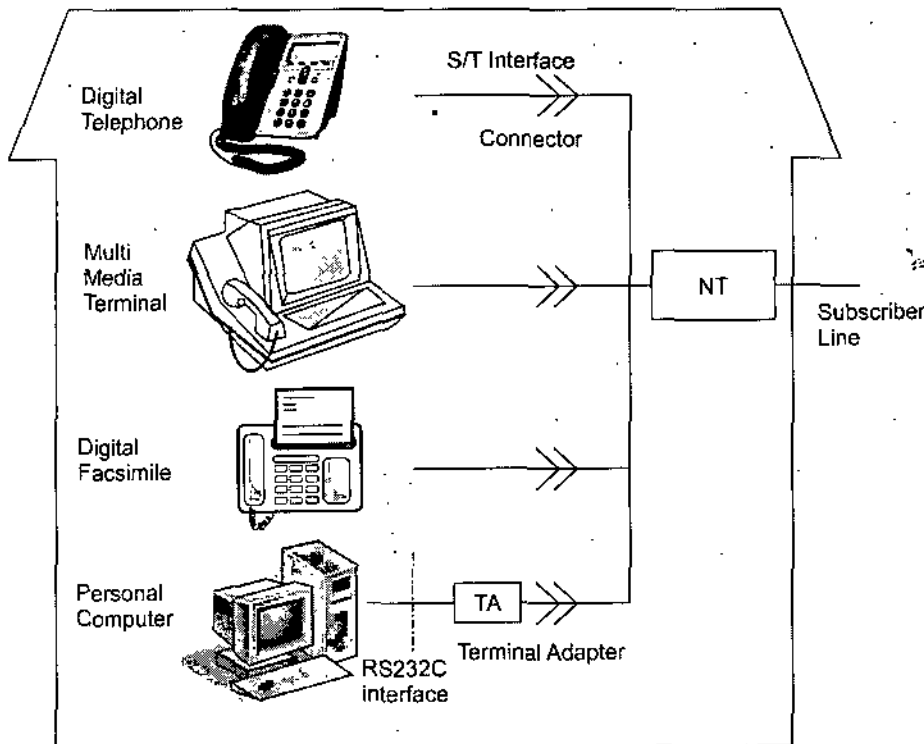 Digital
Telephone
S/T Interface
Connector
Multi
Media
Terminal
NT
Subscriber
Line
Digital
Facsimile
Personal
Computer
TA
Terminal Adapter
RS232C
interface